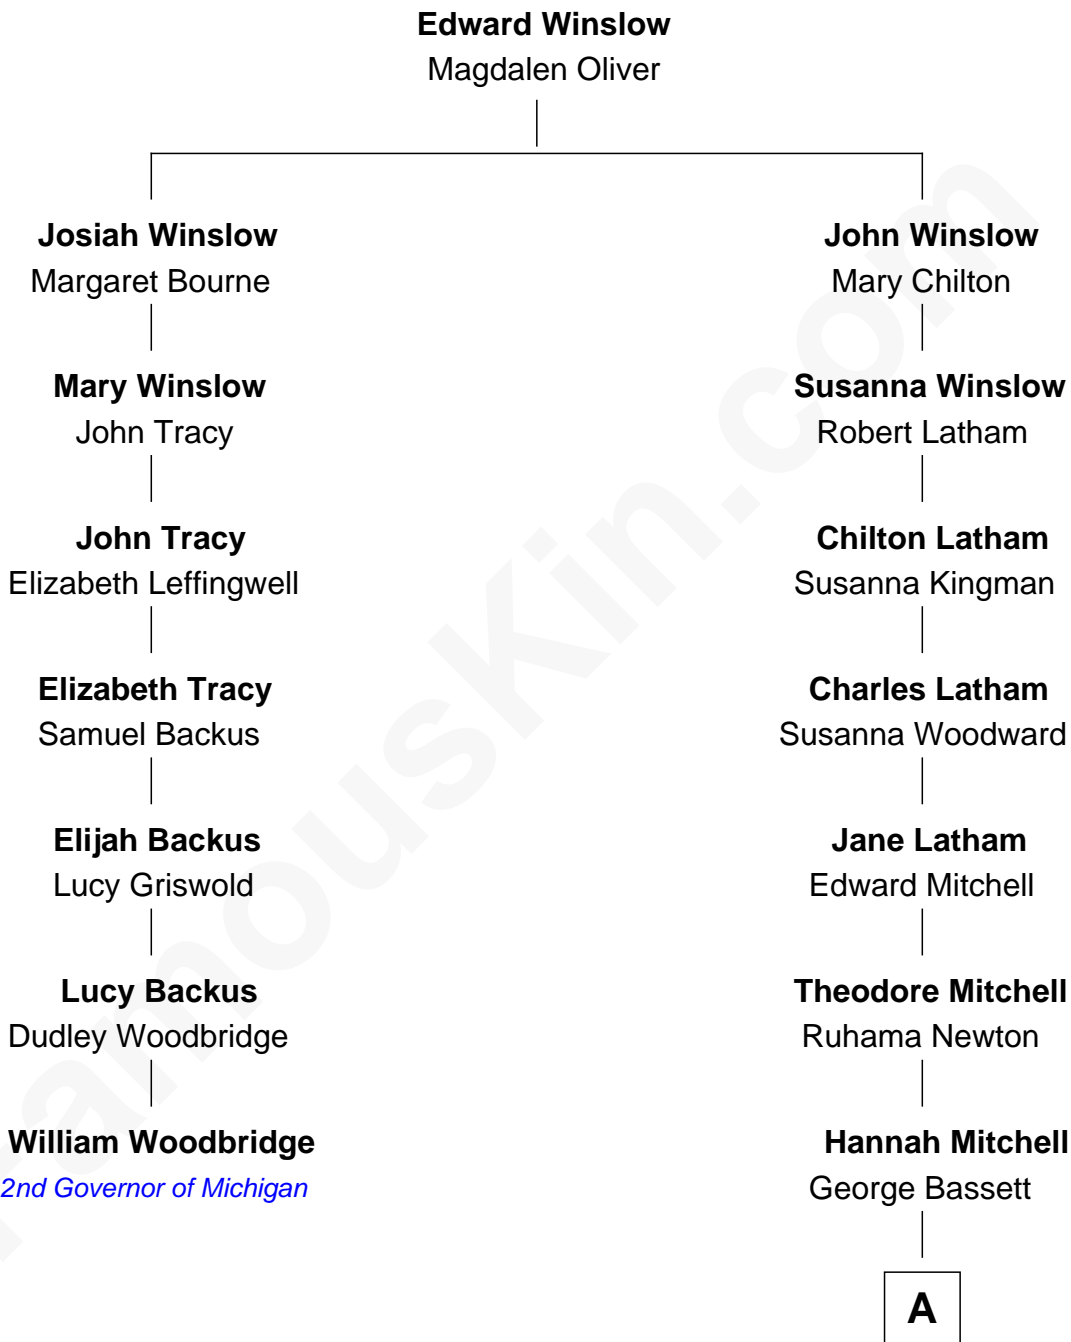 Edward Winslow
Magdalen Oliver
Josiah Winslow
Margaret Bourne
John Winslow
Mary Chilton
Mary Winslow
John Tracy
Susanna Winslow
Robert Latham
John Tracy
Elizabeth Leffingwell
Chilton Latham
Susanna Kingman
Elizabeth Tracy
Samuel Backus
Charles Latham
Susanna Woodward
Elijah Backus
Lucy Griswold
Jane Latham
Edward Mitchell
Lucy Backus
Dudley Woodbridge
Theodore Mitchell
Ruhama Newton
William Woodbridge
2nd Governor of Michigan
Hannah Mitchell
George Bassett
A
FamousKin.com